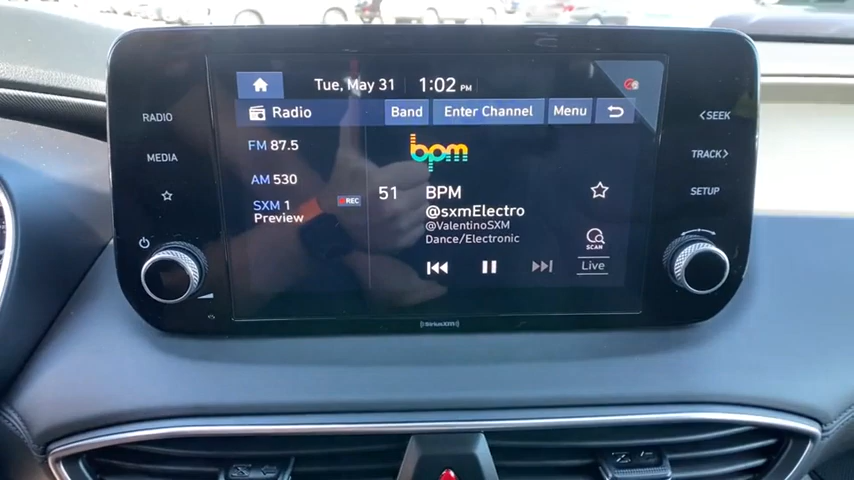 Tue, May 31 1:02 PM
Radio Band Enter Channel Menu
RADIO
MEDIA
FM 87.5
AM 530
SXM 1 REC
Preview
bpm
51 BPM
@sxmElectro
@ValentinoSXM
Dance/Electronic
SCAN
Live
<SEEK
TRACK>
SETUP
((SiriusXM))